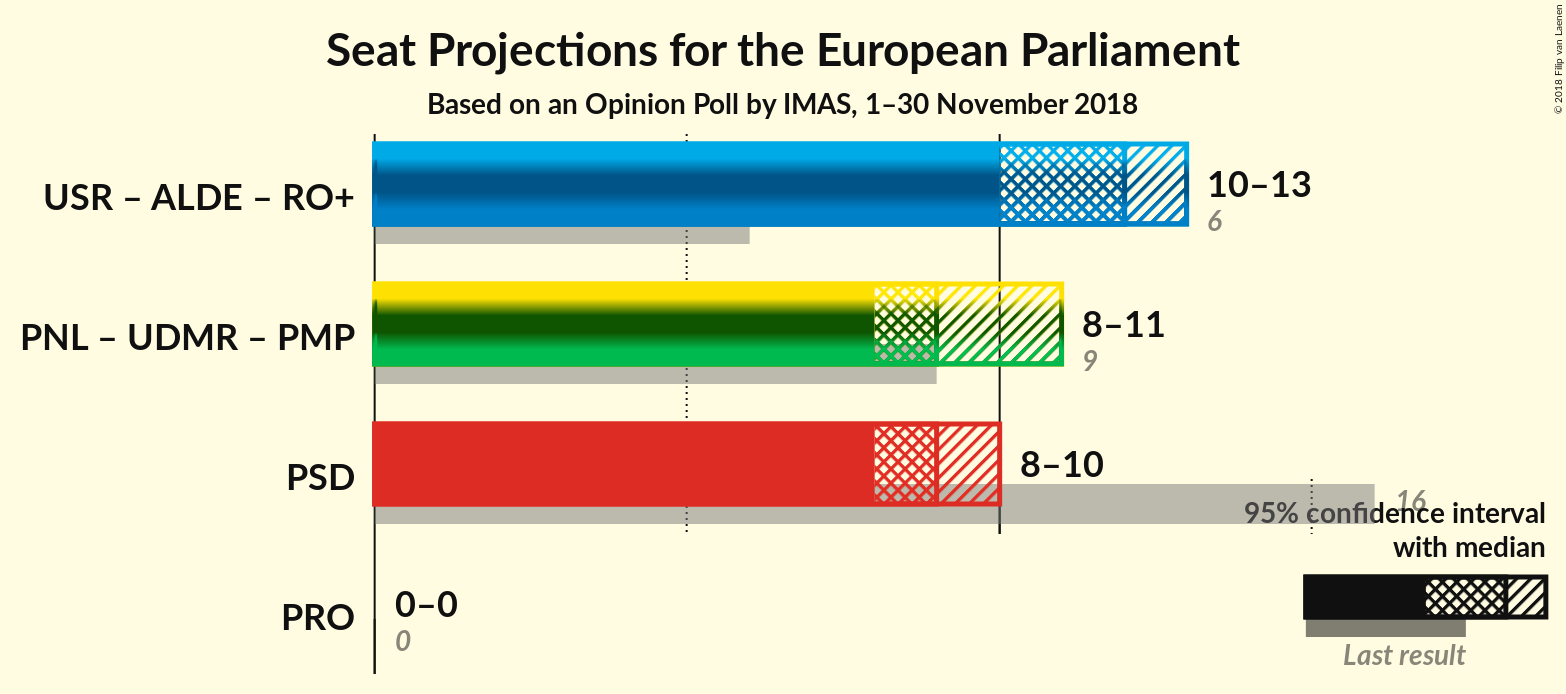 Seat Projections for the European Parliament
Based on an Opinion Poll by IMAS, 1–30 November 2018
© 2018 Filip van Laenen
USR – ALDE – RO+
10–13
6
PNL – UDMR – PMP
8–11
9
PSD
8–10
16
95% confidence interval
with median
Last result
PRO
0–0
0